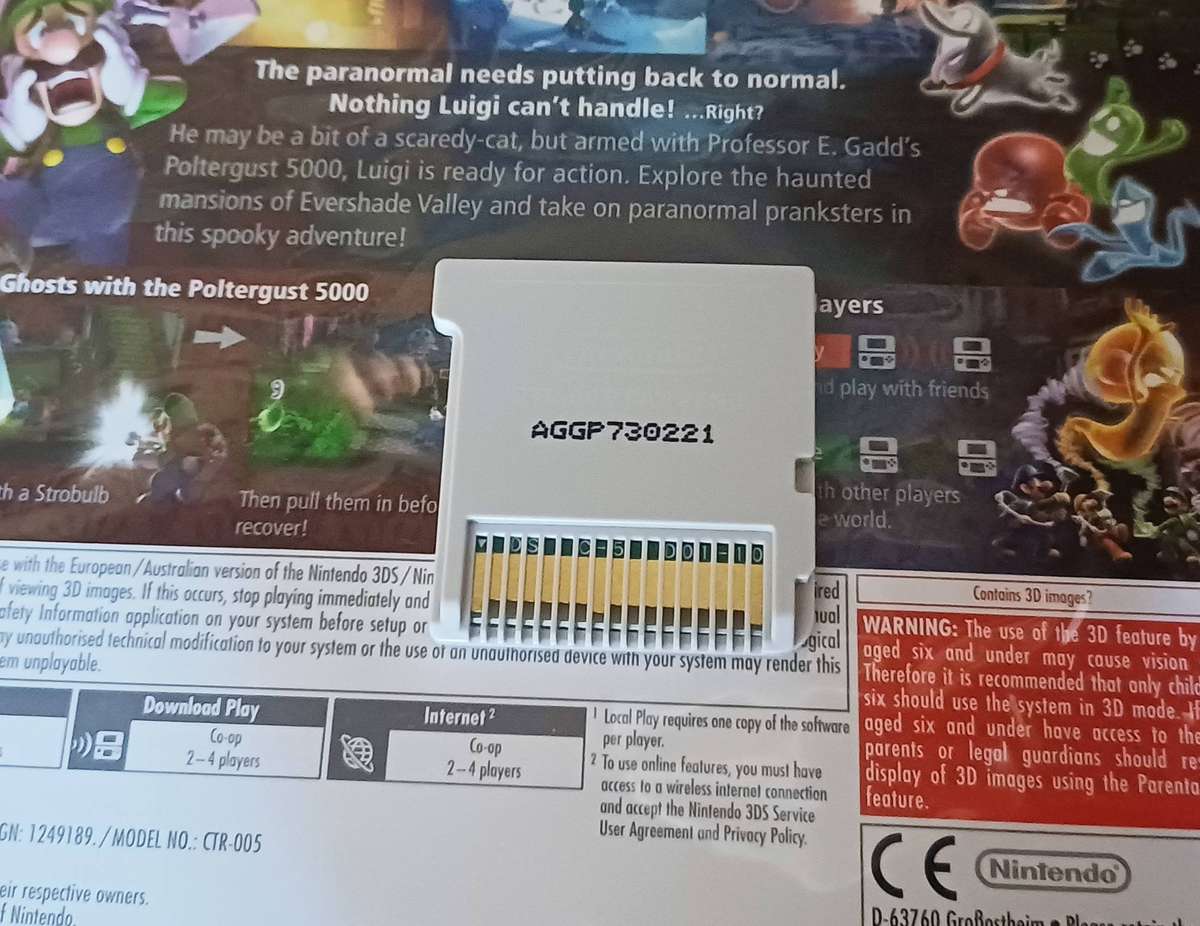 The paranormal needs putting back to normal.
Nothing Luigi can't handle! ...Right?
He may be a bit of a scaredy-cat, but armed with Professor E. Gadd's
Poltergust 5000, Luigi is ready for action. Explore the haunted
mansions of Evershade Valley and take on paranormal pranksters in
this spooky adventure!
Ghosts with the Poltergust 5000
ayers
y
9
nd play with friends
AGGP730221
th a Strobulb
Then pull them in befo
recover!
th other players
e world.
DS C-5 D01-10
e with the European/Australian version of the Nintendo 3DS/Nin
f viewing 3D images. If this occurs, stop playing immediately and
afety Information application on your system before setup or
ny unauthorised technical modification to your system or the use of an unauthorised device with your system may render this
em unplayable.
ired
ual
gical
Contains 3D images?
WARNING: The use of the 3D feature by
aged six and under may cause vision
Therefore it is recommended that only child
six should use the system in 3D mode. If
aged six and under have access to the
parents or legal guardians should re
display of 3D images using the Parenta
feature.
Download Play
Co-op
2–4 players
Internet²
Co-op
2–4 players
¹ Local Play requires one copy of the software
per player.
² To use online features, you must have
access to a wireless internet connection
and accept the Nintendo 3DS Service
User Agreement and Privacy Policy.
GN: 1249189./MODEL NO.: CTR-005
eir respective owners.
f Nintendo.
CE Nintendo
D-63760 Großostheim •